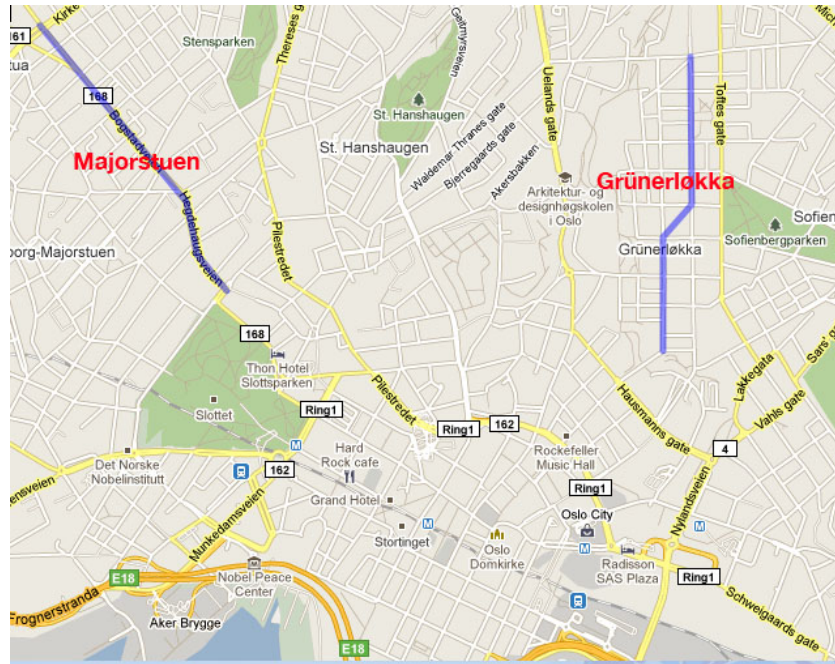 Kirke
161
tua
Stensparken
Thereses ga
Geitmyrsveien
Mich
168
Bogstadveien
Majorstuen
St. Hanshaugen
St. Hanshaugen
Waldemar Thranes gate
Bjerregaards gate
Akersbakken
Uelands gate
Toftes gate
Arkitektur- og
designhøgskolen
i Oslo
Grünerløkka
Hegdehaugsveien
Pilestredet
Sofien
Sofienbergparken
Grünerløkka
borg-Majorstuen
168
Thon Hotel
Slottsparken
Slottet
Ring1
Pilestredet
Ring1
162
Hausmanns gate
Lakkegata
Sars'
Vahls gate
4
Det Norske
Nobelinstitutt
M
162
Hard
Rock cafe
Grand Hotel
Rockefeller
Music Hall
Ring1
Nylandsveien
ensveien
Munkedamsveien
Stortinget
M
Oslo City
M
M
Oslo
Domkirke
Radisson
SAS Plaza
Ring1
Schweigaards gate
E18
Nobel Peace
Center
M
Frognerstranda
Aker Brygge
E18